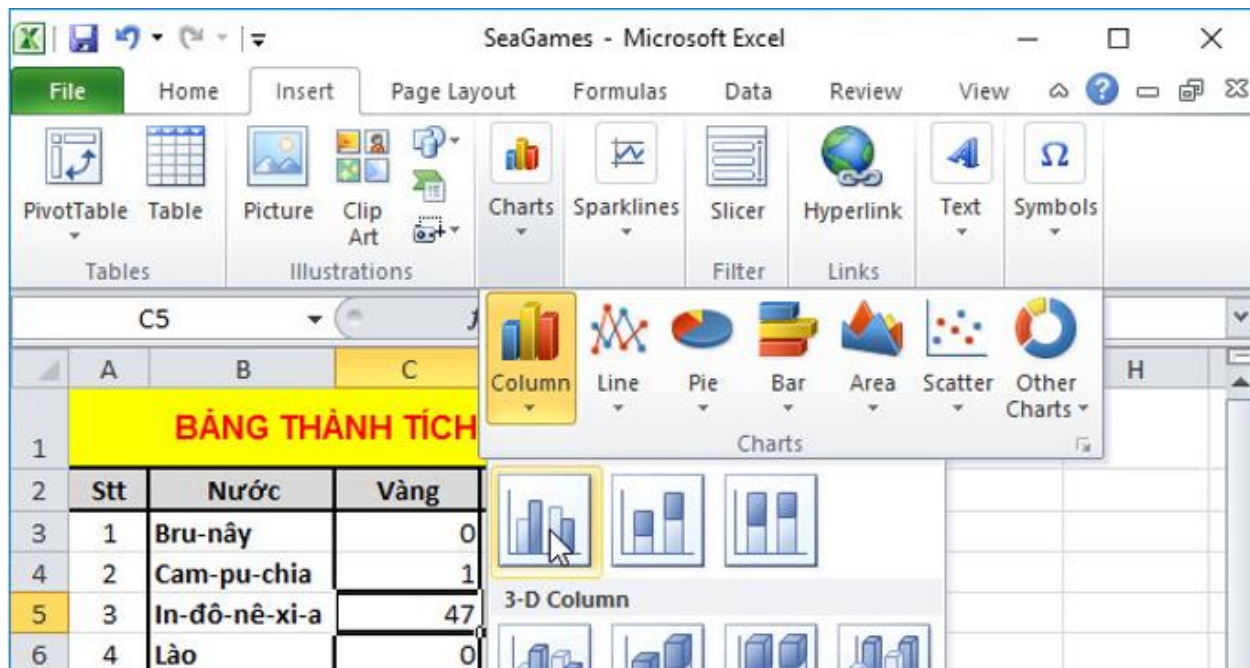 SeaGames - Microsoft Excel
File Home Insert Page Layout Formulas Data Review View
PivotTable Table Picture Clip Art Charts Sparklines Slicer Hyperlink Text Symbols
Tables Illustrations Filter Links
C5
Column Line Pie Bar Area Scatter Other Charts
Charts
A B C H
1 BẢNG THÀNH TÍCH
2 Stt Nước Vàng
3 1 Bru-nây 0
4 2 Cam-pu-chia 1
3-D Column
5 3 In-đô-nê-xi-a 47
6 4 Lào 0